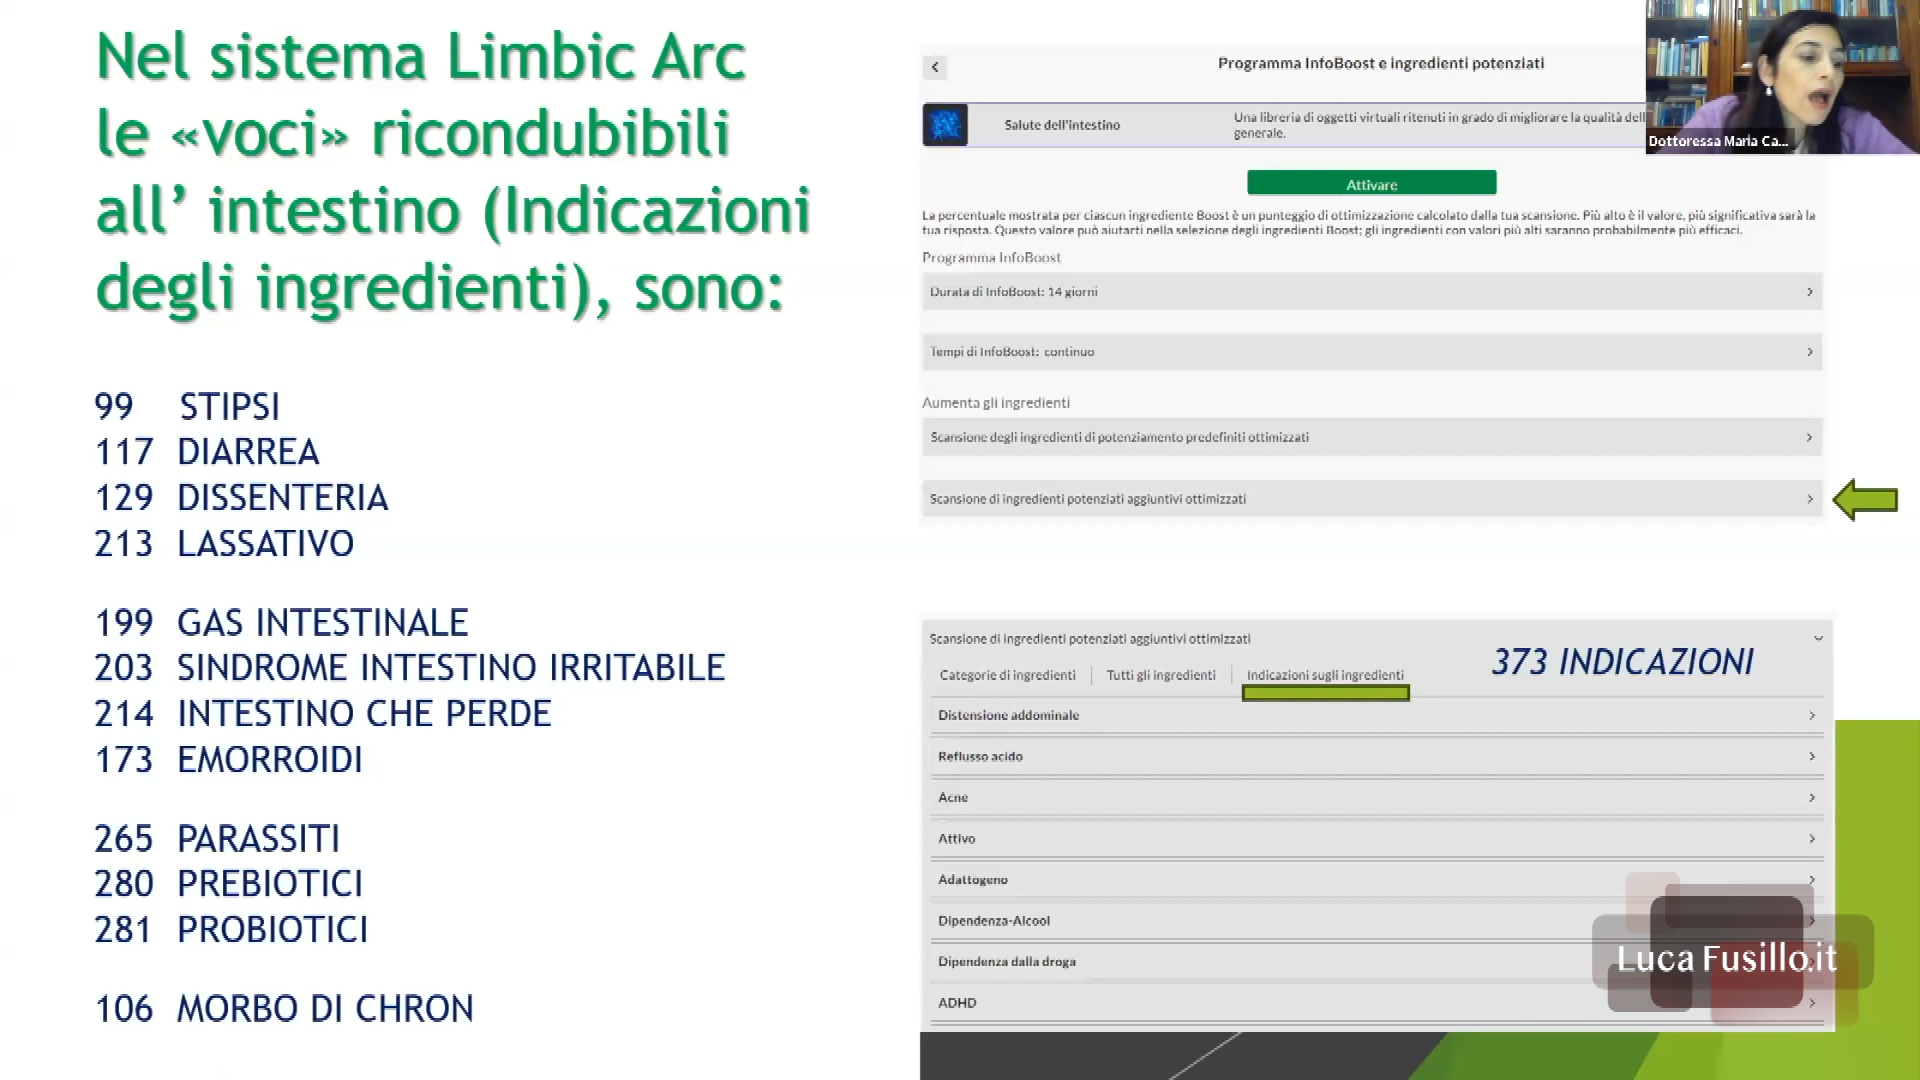 Nel sistema Limbic Arc
le «voci» ricondubibili
all’ intestino (Indicazioni
degli ingredienti), sono:
99 STIPSI
117 DIARREA
129 DISSENTERIA
213 LASSATIVO
199 GAS INTESTINALE
203 SINDROME INTESTINO IRRITABILE
214 INTESTINO CHE PERDE
173 EMORROIDI
265 PARASSITI
280 PREBIOTICI
281 PROBIOTICI
106 MORBO DI CHRON
Programma InfoBoost e ingredienti potenziati
Salute dell'intestino
Una libreria di oggetti virtuali ritenuti in grado di migliorare la qualità
generale.
Attivare
La percentuale mostrata per ciascun ingrediente Boost è un punteggio di ottimizzazione calcolato dalla tua scansione. Più alto è il valore, più significativa sarà la
tua risposta. Questo valore può aiutarti nella selezione degli ingredienti Boost; gli ingredienti con valori più alti saranno probabilmente più efficaci.
Programma InfoBoost
Durata di InfoBoost: 14 giorni
Tempi di InfoBoost: continuo
Aumenta gli ingredienti
Scansione degli ingredienti di potenziamento predefiniti ottimizzati
Scansione di ingredienti potenziati aggiuntivi ottimizzati
Scansione di ingredienti potenziati aggiuntivi ottimizzati
373 INDICAZIONI
Categorie di ingredienti Tutti gli ingredienti Indicazioni sugli ingredienti
Distensione addominale
Reflusso acido
Acne
Attivo
Adattogeno
Dipendenza-Alcool
Dipendenza dalla droga
ADHD
Dottoressa Maria Ca...
Luca Fusillo.it